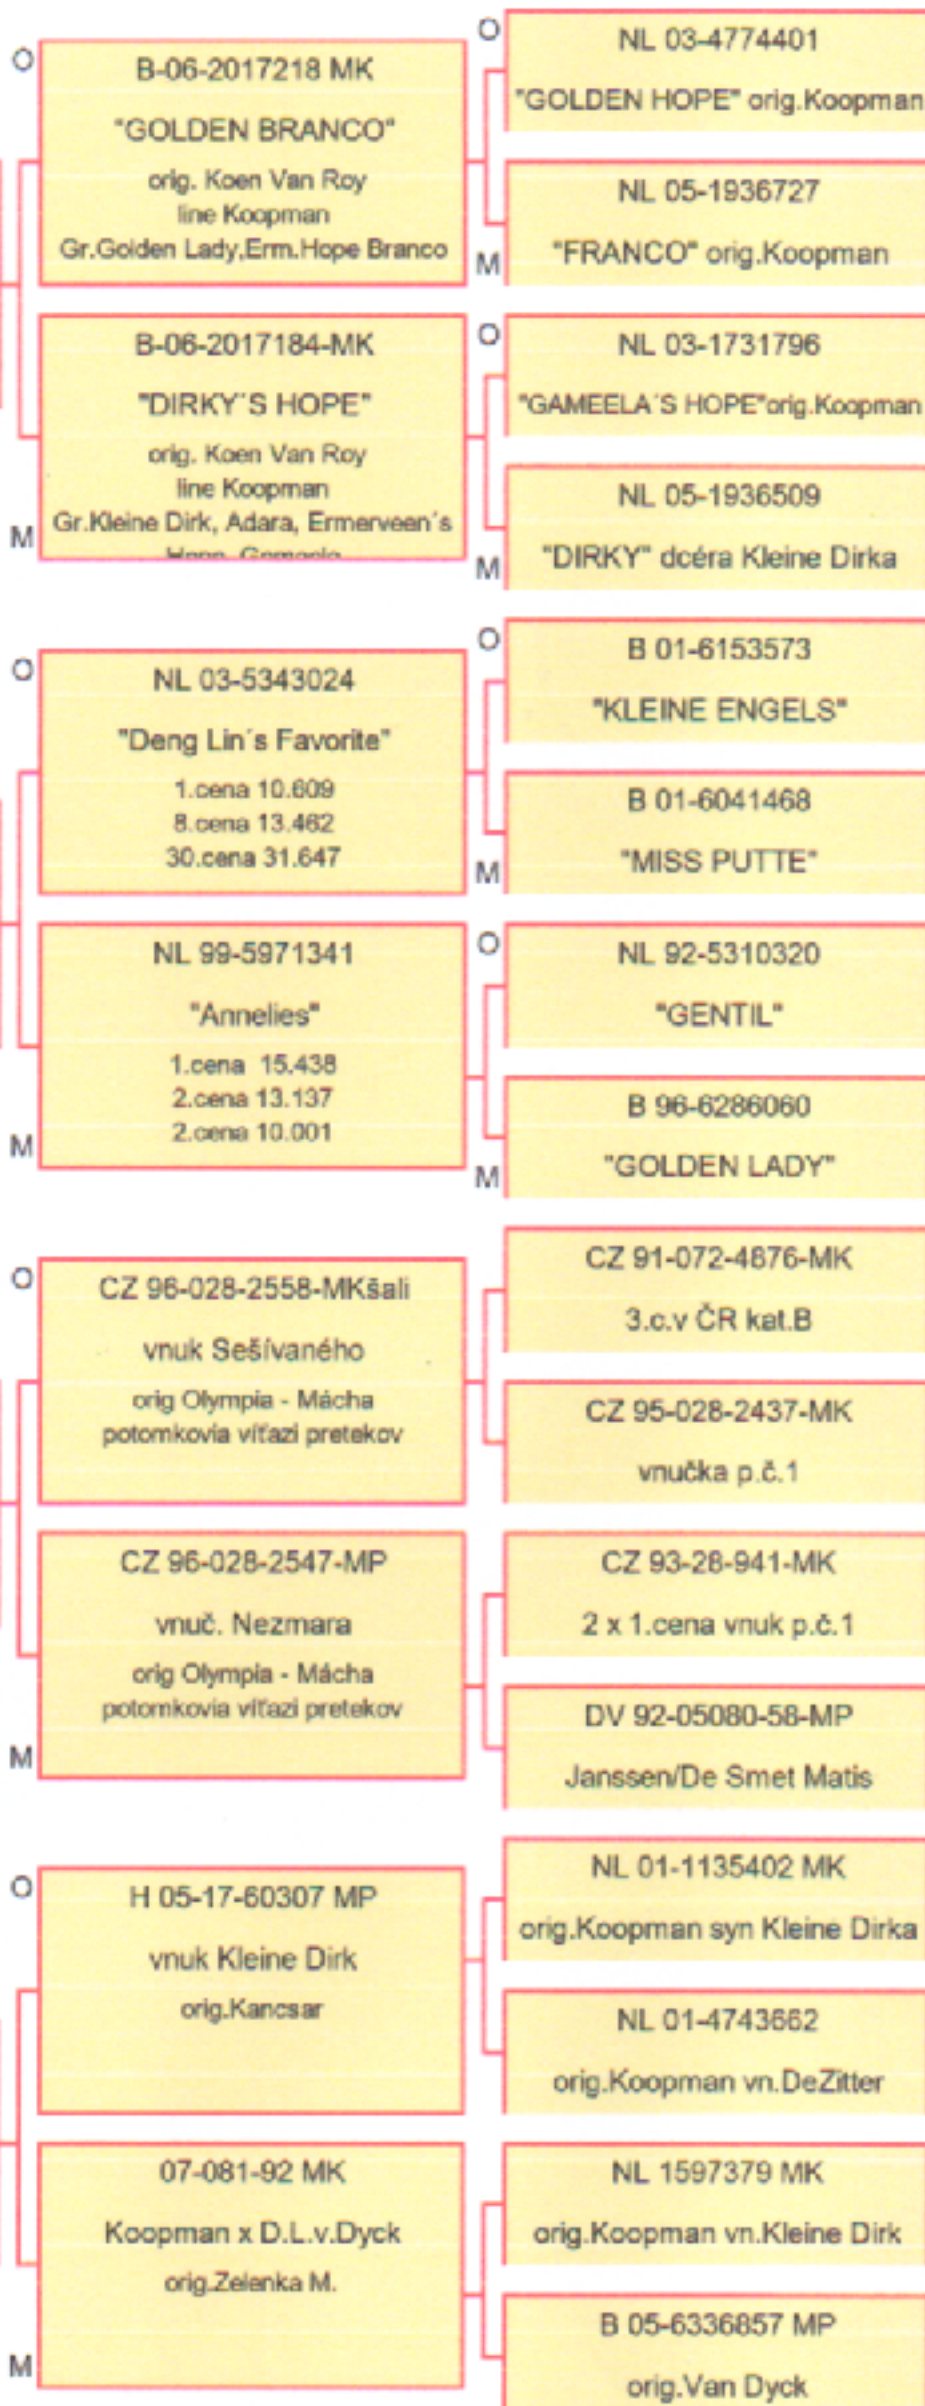 O
B-06-2017218 MK
"GOLDEN BRANCO"
orig. Koen Van Roy
line Koopman
Gr.Golden Lady,Erm.Hope Branco
O
NL 03-4774401
"GOLDEN HOPE" orig.Koopman
M
NL 05-1936727
"FRANCO" orig.Koopman
M
B-06-2017184-MK
"DIRKY´S HOPE"
orig. Koen Van Roy
line Koopman
Gr.Kleine Dirk, Adara, Ermerveen´s
Hope, Gameela
O
NL 03-1731796
"GAMEELA´S HOPE"orig.Koopman
M
NL 05-1936509
"DIRKY" dcéra Kleine Dirka
O
NL 03-5343024
"Deng Lin´s Favorite"
1.cena 10.609
8.cena 13.462
30.cena 31.647
O
B 01-6153573
"KLEINE ENGELS"
M
B 01-6041468
"MISS PUTTE"
M
NL 99-5971341
"Annelies"
1.cena 15.438
2.cena 13.137
2.cena 10.001
O
NL 92-5310320
"GENTIL"
M
B 96-6286060
"GOLDEN LADY"
O
CZ 96-028-2558-MKšali
vnuk Sešívaného
orig Olympia - Mácha
potomkovia víťazi pretekov
CZ 91-072-4876-MK
3.c.v ČR kat.B
CZ 95-028-2437-MK
vnučka p.č.1
M
CZ 96-028-2547-MP
vnuč. Nezmara
orig Olympia - Mácha
potomkovia víťazi pretekov
CZ 93-28-941-MK
2 x 1.cena vnuk p.č.1
DV 92-05080-58-MP
Janssen/De Smet Matis
O
H 05-17-60307 MP
vnuk Kleine Dirk
orig.Kancsar
NL 01-1135402 MK
orig.Koopman syn Kleine Dirka
NL 01-4743662
orig.Koopman vn.DeZitter
M
07-081-92 MK
Koopman x D.L.v.Dyck
orig.Zelenka M.
NL 1597379 MK
orig.Koopman vn.Kleine Dirk
B 05-6336857 MP
orig.Van Dyck